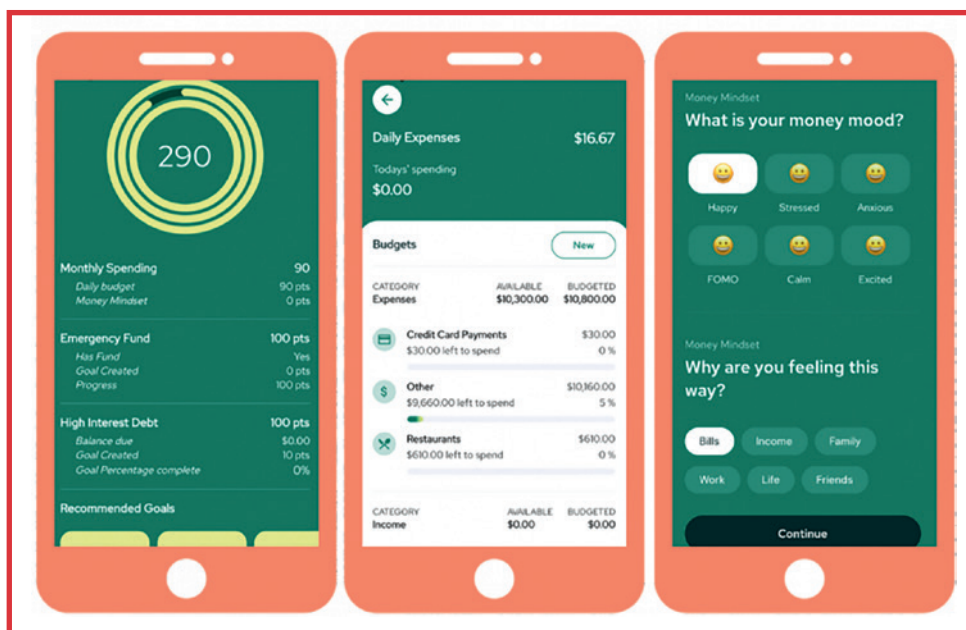 290
Monthly Spending 90
Daily budget 90 pts
Money Mindset 0 pts
Emergency Fund 100 pts
Has Fund Yes
Goal Created 0 pts
Progress 100 pts
High Interest Debt 100 pts
Balance due $0.00
Goal Created 10 pts
Goal Percentage complete 0%
Recommended Goals
Daily Expenses $16.67
Todays' spending
$0.00
Budgets New
CATEGORY AVAILABLE BUDGETED
Expenses $10,300.00 $10,800.00
Credit Card Payments $30.00
$30.00 left to spend 0 %
Other $10,160.00
$9,660.00 left to spend 5 %
Restaurants $610.00
$610.00 left to spend 0 %
CATEGORY AVAILABLE BUDGETED
Income $0.00 $0.00
Money Mindset
What is your money mood?
Happy Stressed Anxious
FOMO Calm Excited
Money Mindset
Why are you feeling this
way?
Bills Income Family
Work Life Friends
Continue